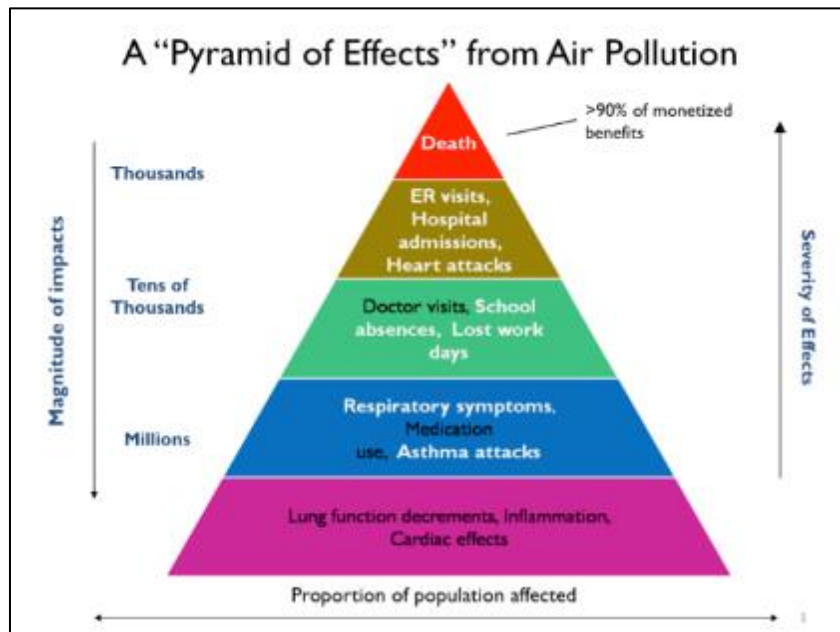 A “Pyramid of Effects” from Air Pollution
>90% of monetized
benefits
Death
Thousands
ER visits,
Hospital
admissions,
Heart attacks
Magnitude of impacts
Severity of Effects
Tens of
Thousands
Doctor visits, School
absences, Lost work
days
Respiratory symptoms,
Medication
use, Asthma attacks
Millions
Lung function decrements, Inflammation,
Cardiac effects
Proportion of population affected